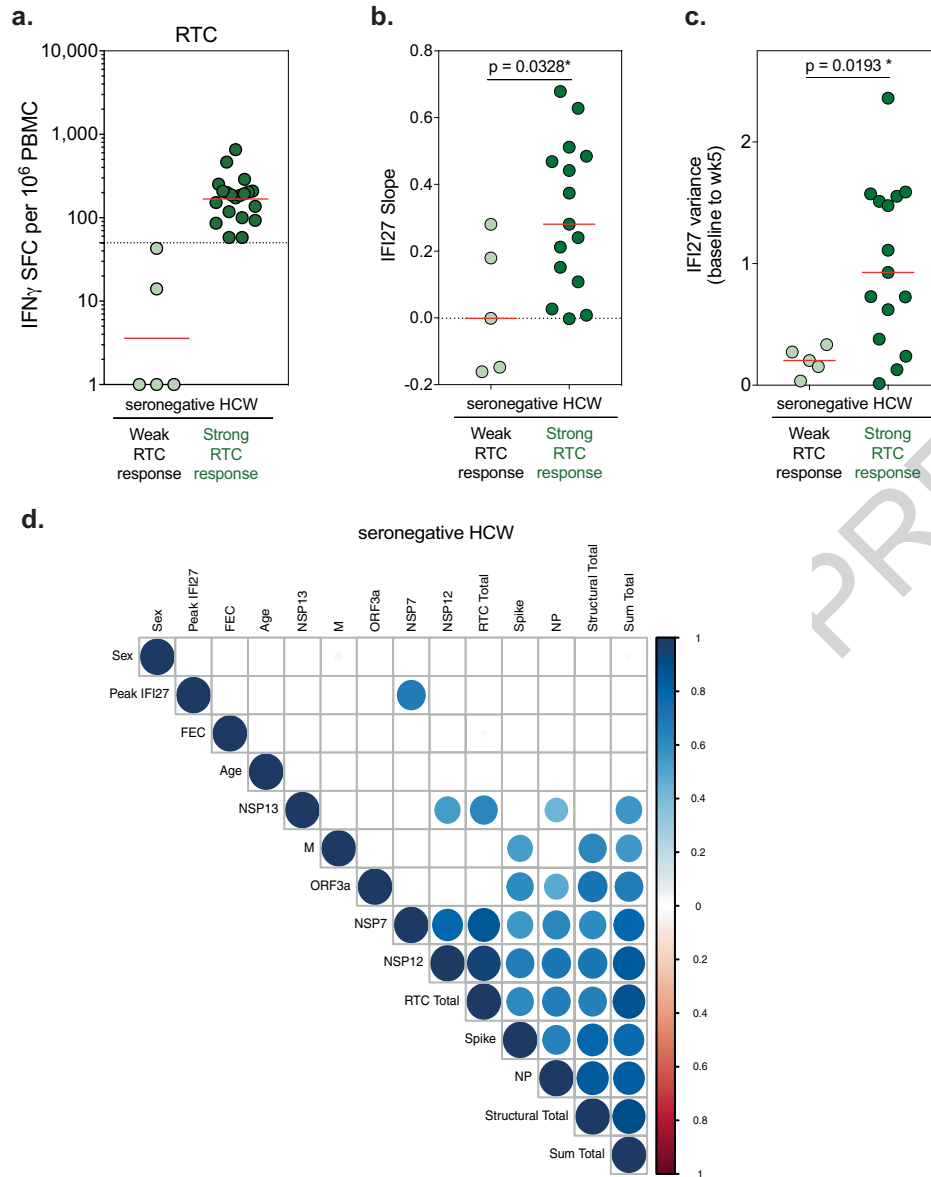 a.
RTC
10,000
1,000
100
10
1
IFNγ SFC per 10⁶ PBMC
seronegative HCW
Weak RTC response
Strong RTC response
b.
p = 0.0328*
0.8
0.6
0.4
0.2
0.0
-0.2
IFI27 Slope
seronegative HCW
Weak RTC response
Strong RTC response
c.
p = 0.0193 *
2
1
0
IFI27 variance
(baseline to wk5)
seronegative HCW
Weak RTC response
Strong RTC response
PRE
d.
seronegative HCW
Sex
Peak IFI27
FEC
Age
NSP13
M
ORF3a
NSP7
NSP12
RTC Total
Spike
NP
Structural Total
Sum Total
Sex
Peak IFI27
FEC
Age
NSP13
M
ORF3a
NSP7
NSP12
RTC Total
Spike
NP
Structural Total
Sum Total
1
0.8
0.6
0.4
0.2
0
0.2
0.4
0.6
0.8
1